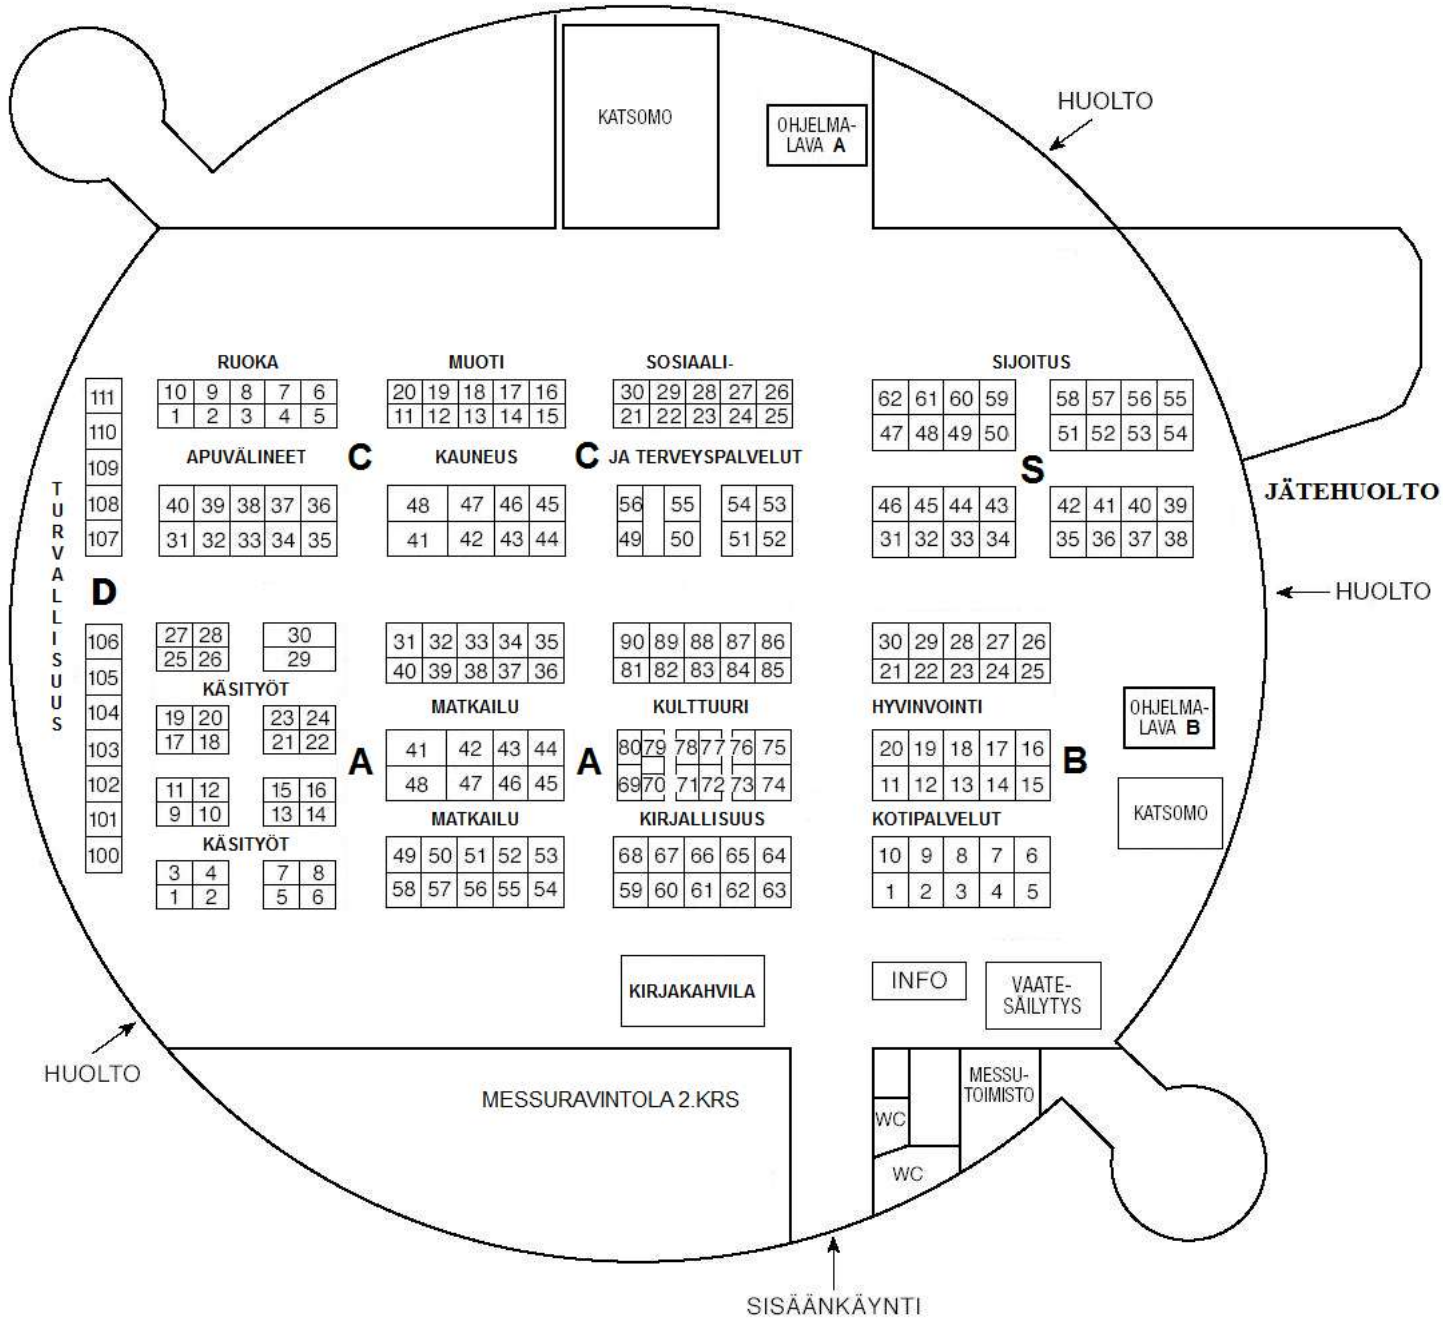 KATSOMO
OHJELMA-
LAVA A
HUOLTO
RUOKA
MUOTI
SOSIAALI-
SIJOITUS
111
110
109
108
107
10 9 8 7 6
1 2 3 4 5
20 19 18 17 16
11 12 13 14 15
30 29 28 27 26
21 22 23 24 25
62 61 60 59
47 48 49 50
58 57 56 55
51 52 53 54
APUVÄLINEET
C
KAUNEUS
C
JA TERVEYSPALVELUT
S
JÄTEHUOLTO
TURVALLISUUS
40 39 38 37 36
31 32 33 34 35
48 47 46 45
41 42 43 44
56 55
49 50
54 53
51 52
46 45 44 43
31 32 33 34
42 41 40 39
35 36 37 38
D
HUOLTO
106
105
104
103
102
101
100
27 28
25 26
30
29
31 32 33 34 35
40 39 38 37 36
90 89 88 87 86
81 82 83 84 85
30 29 28 27 26
21 22 23 24 25
KÄSITYÖT
MATKAILU
KULTTUURI
HYVINVOINTI
OHJELMA-
LAVA B
19 20
17 18
23 24
21 22
A
41 42 43 44
48 47 46 45
A
80 79 78 77 76 75
69 70 71 72 73 74
20 19 18 17 16
11 12 13 14 15
B
11 12
9 10
15 16
13 14
KATSOMO
KÄSITYÖT
MATKAILU
KIRJALLISUUS
KOTIPALVELUT
3 4
1 2
7 8
5 6
49 50 51 52 53
58 57 56 55 54
68 67 66 65 64
59 60 61 62 63
10 9 8 7 6
1 2 3 4 5
KIRJAKAHVILA
INFO
VAATE-
SÄILYTYS
HUOLTO
MESSURAVINTOLA 2.KRS
MESSU-
TOIMISTO
WC
WC
SISÄÄNKÄYNTI